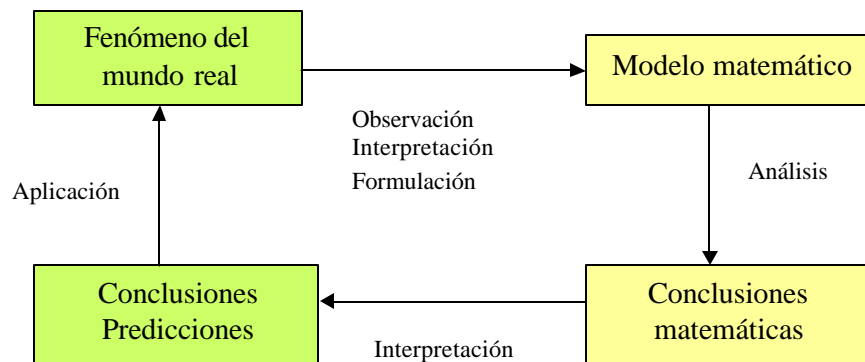 Fenómeno del
mundo real
Modelo matemático
Observación
Interpretación
Formulación
Análisis
Aplicación
Conclusiones
Predicciones
Conclusiones
matemáticas
Interpretación